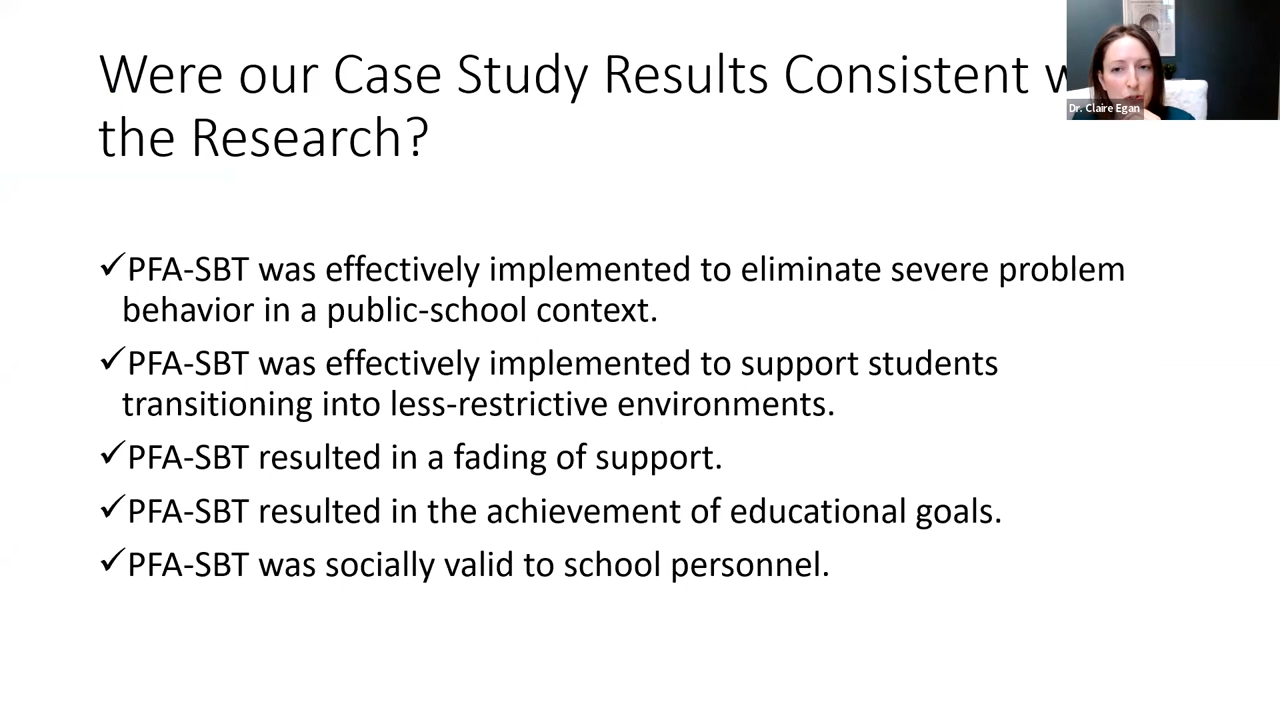 Were our Case Study Results Consistent
the Research?
Dr. Claire Egan
✓PFA-SBT was effectively implemented to eliminate severe problem
behavior in a public-school context.
✓PFA-SBT was effectively implemented to support students
transitioning into less-restrictive environments.
✓PFA-SBT resulted in a fading of support.
✓PFA-SBT resulted in the achievement of educational goals.
✓PFA-SBT was socially valid to school personnel.